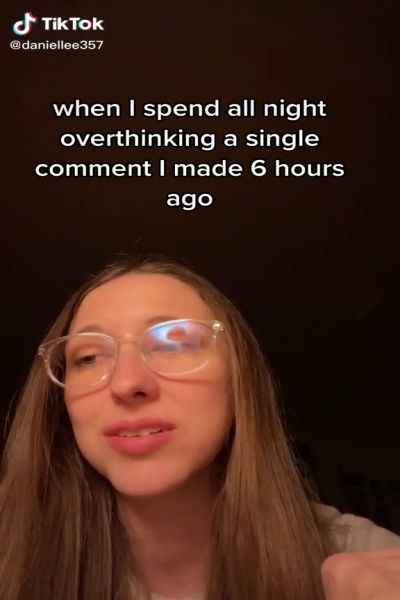 TikTok
@daniellee357
when I spend all night
overthinking a single
comment I made 6 hours
ago